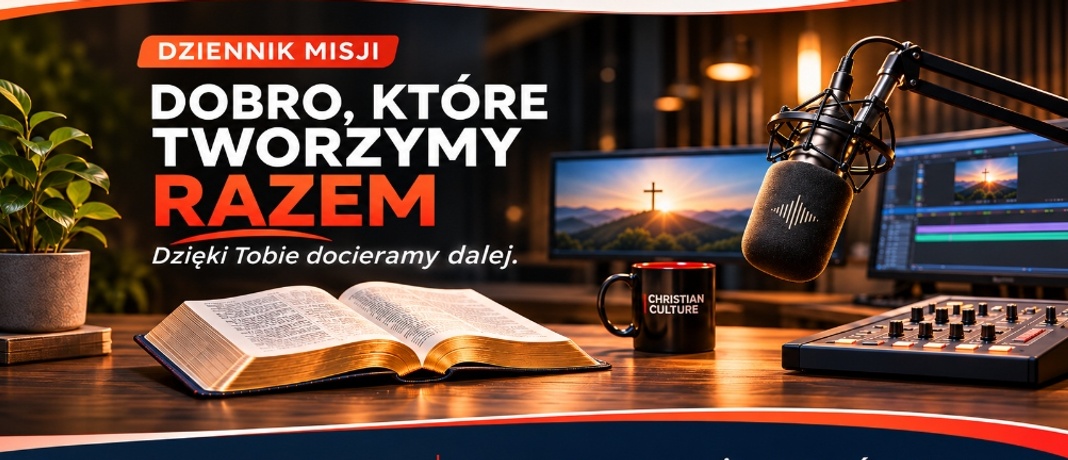 DZIENNIK MISJI
DOBRO, KTÓRE
TWORZYMY
RAZEM
Dzięki Tobie docieramy dalej.
CHRISTIAN
CULTURE